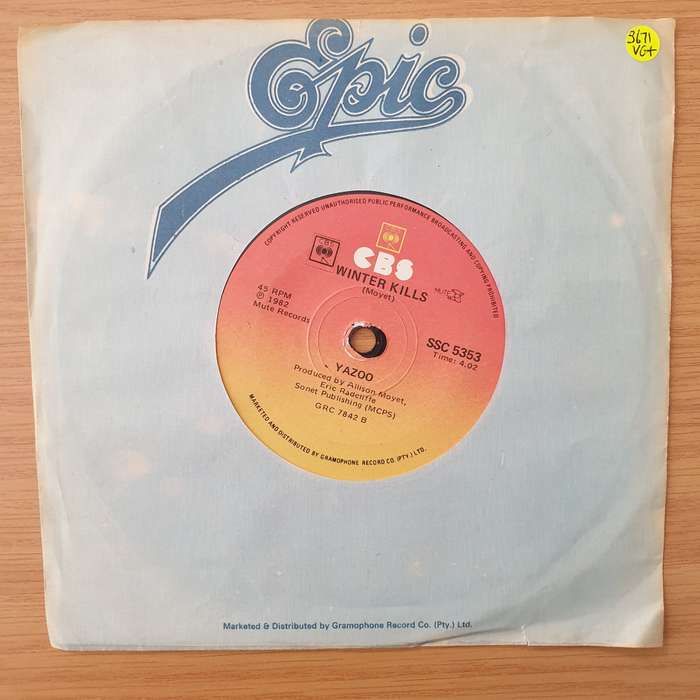 Epic
3671
VG+
COPYRIGHT RESERVED UNAUTHORISED PUBLIC PERFORMANCE BROADCASTING AND COPYING PROHIBITED
CBS
CBS
WINTER KILLS
(Moyet)
MUTE
45 RPM
℗ 1982
Mute Records
SSC 5353
Time: 4.02
YAZOO
Produced by Allison Moyet,
Eric Radcliffe
Sonet Publishing (MCPS)
GRC 7842 B
MARKETED AND DISTRIBUTED BY GRAMOPHONE RECORD CO. (PTY.) LTD.
Marketed & Distributed by Gramophone Record Co. (Pty.) Ltd.